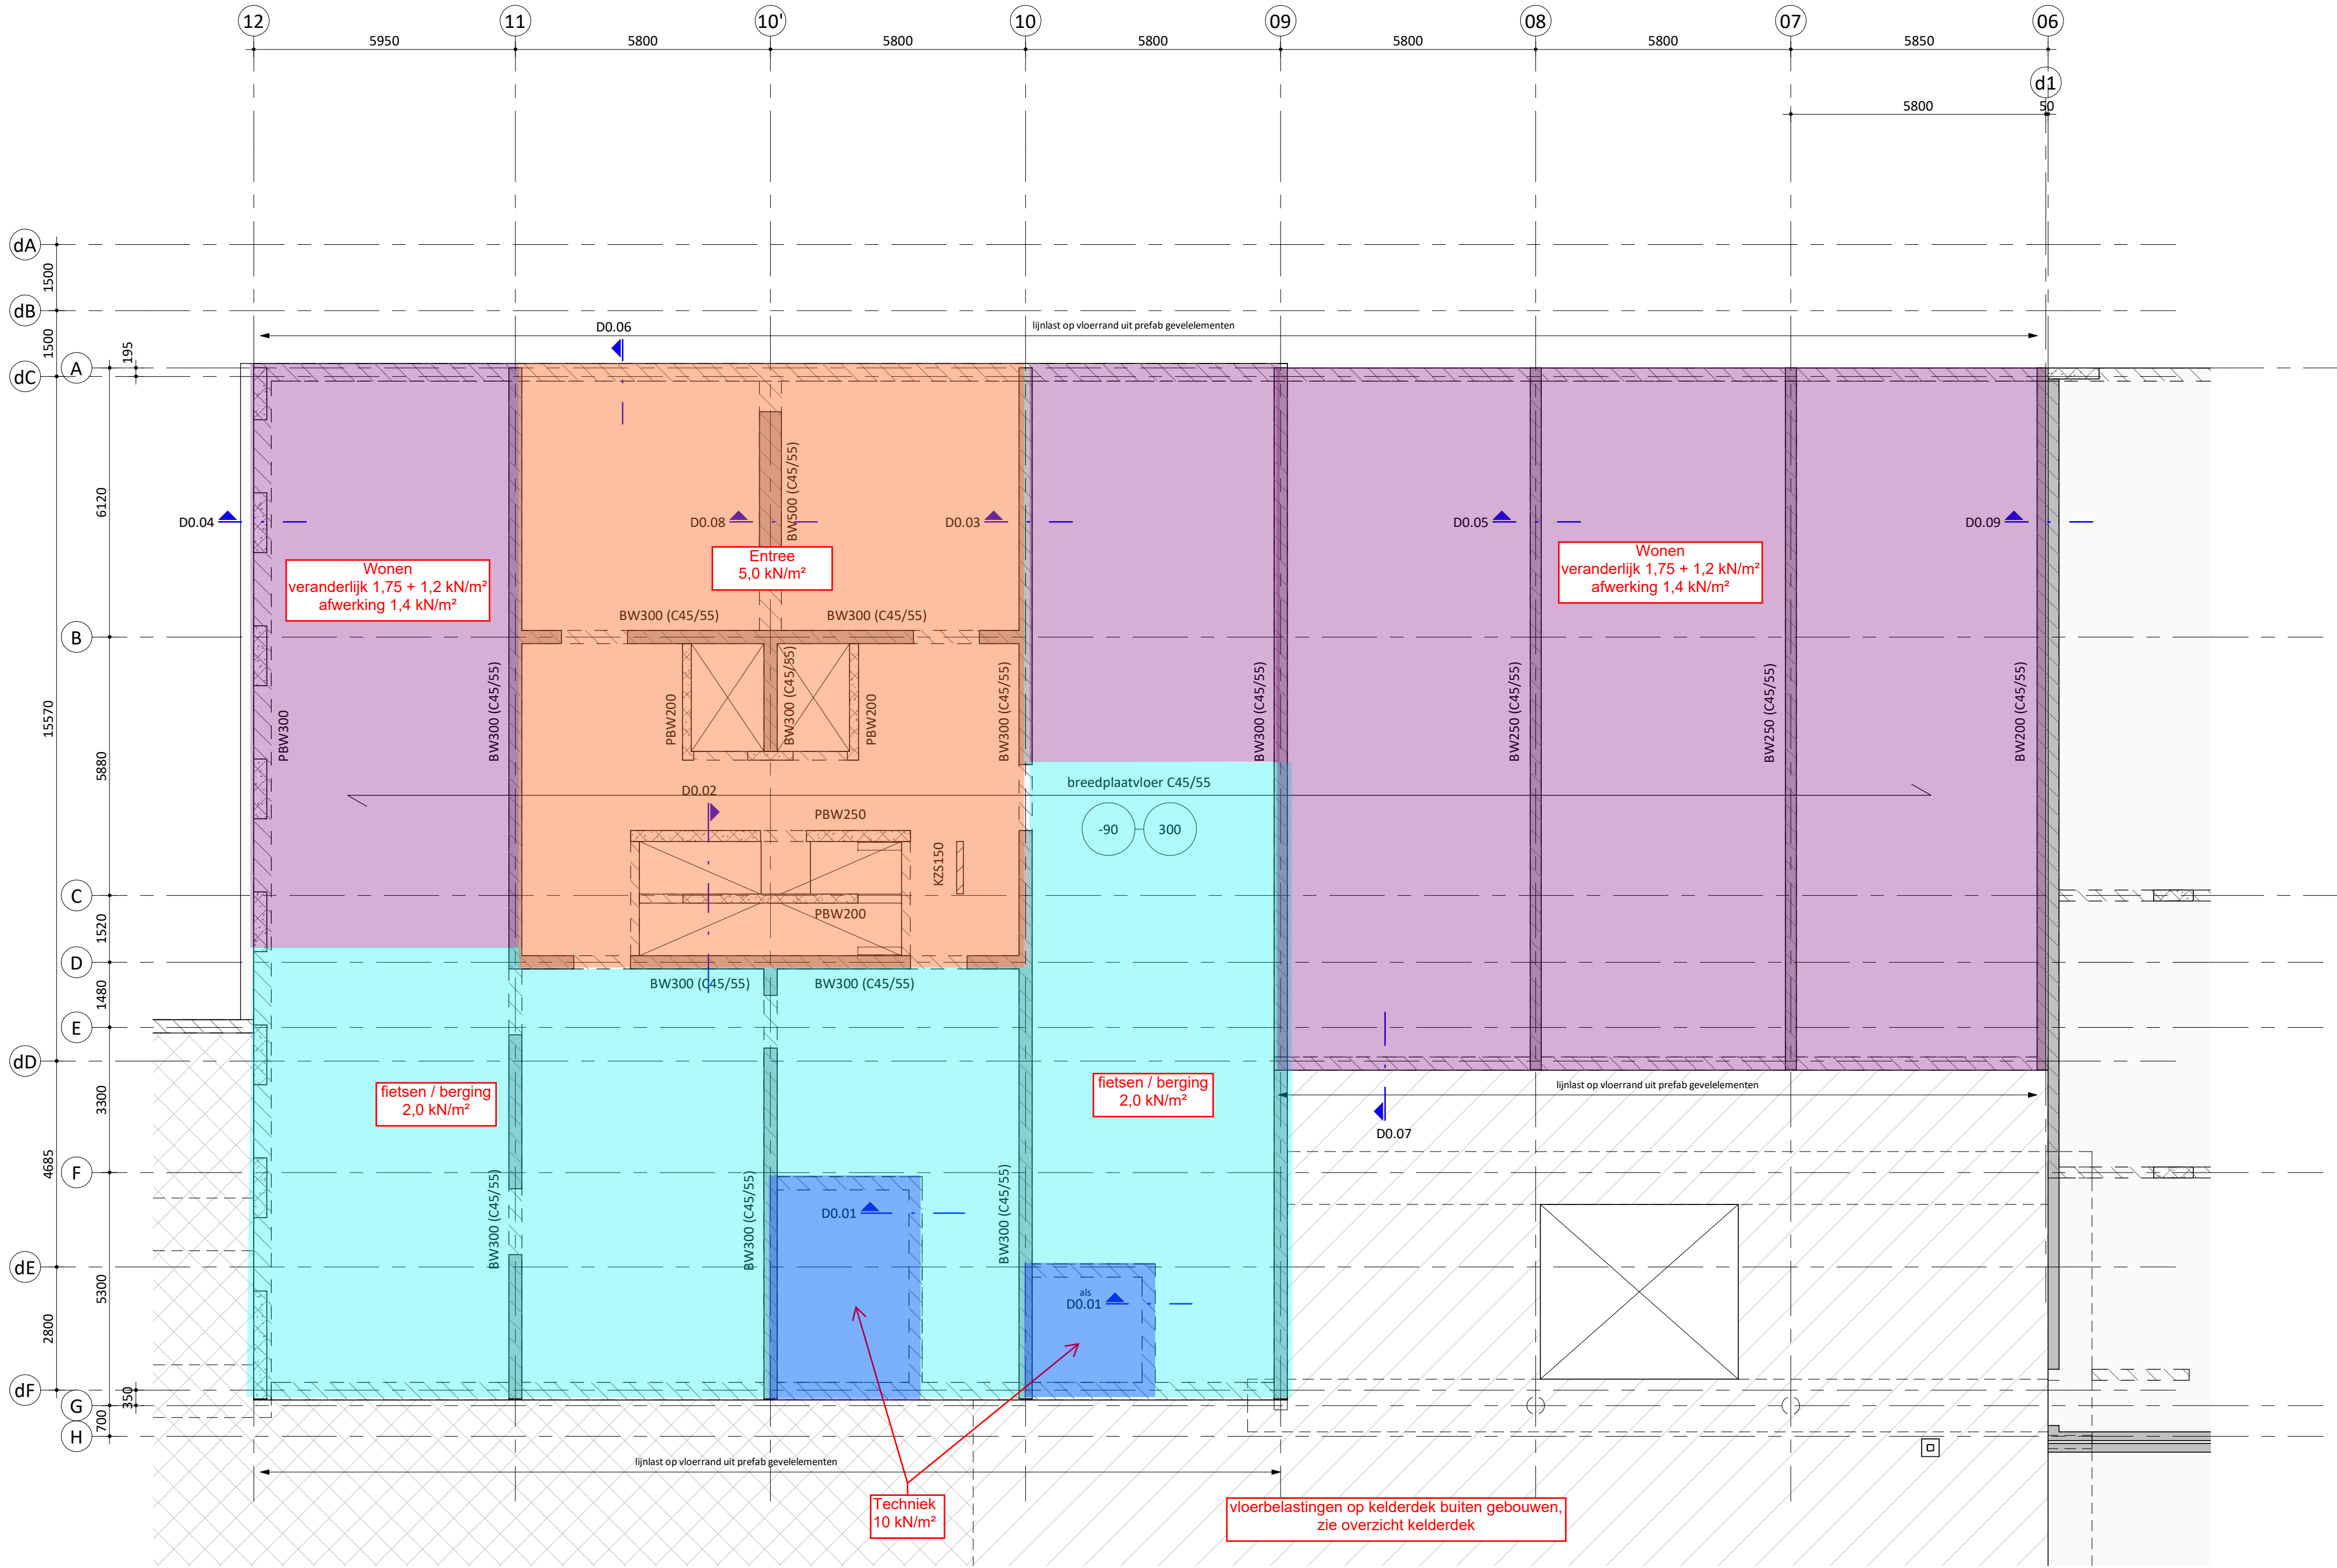 12
11
10'
10
09
08
07
06
5950
5800
5800
5800
5800
5800
5850
d1
5800
50
dA
1500
dB
1500
195
A
dC
lijnlast op vloerrand uit prefab gevelelementen
D0.06
6120
D0.04
D0.08
D0.03
D0.05
D0.09
BW500 (C45/55)
Wonen
veranderlijk 1,75 + 1,2 kN/m²
afwerking 1,4 kN/m²
Entree
5,0 kN/m²
Wonen
veranderlijk 1,75 + 1,2 kN/m²
afwerking 1,4 kN/m²
BW300 (C45/55)
BW300 (C45/55)
B
15570
5880
PBW300
BW300 (C45/55)
PBW200
BW300 (C45/55)
PBW200
BW300 (C45/55)
BW300 (C45/55)
BW250 (C45/55)
BW250 (C45/55)
BW200 (C45/55)
D0.02
breedplaatvloer C45/55
PBW250
-90
300
KZS150
C
PBW200
1520
D
BW300 (C45/55)
BW300 (C45/55)
1480
E
dD
3300
fietsen / berging
2,0 kN/m²
fietsen / berging
2,0 kN/m²
lijnlast op vloerrand uit prefab gevelelementen
D0.07
4685
F
BW300 (C45/55)
BW300 (C45/55)
BW300 (C45/55)
D0.01
dE
5300
als
D0.01
2800
dF
350
G
700
H
lijnlast op vloerrand uit prefab gevelelementen
Techniek
10 kN/m²
vloerbelastingen op kelderdek buiten gebouwen,
zie overzicht kelderdek